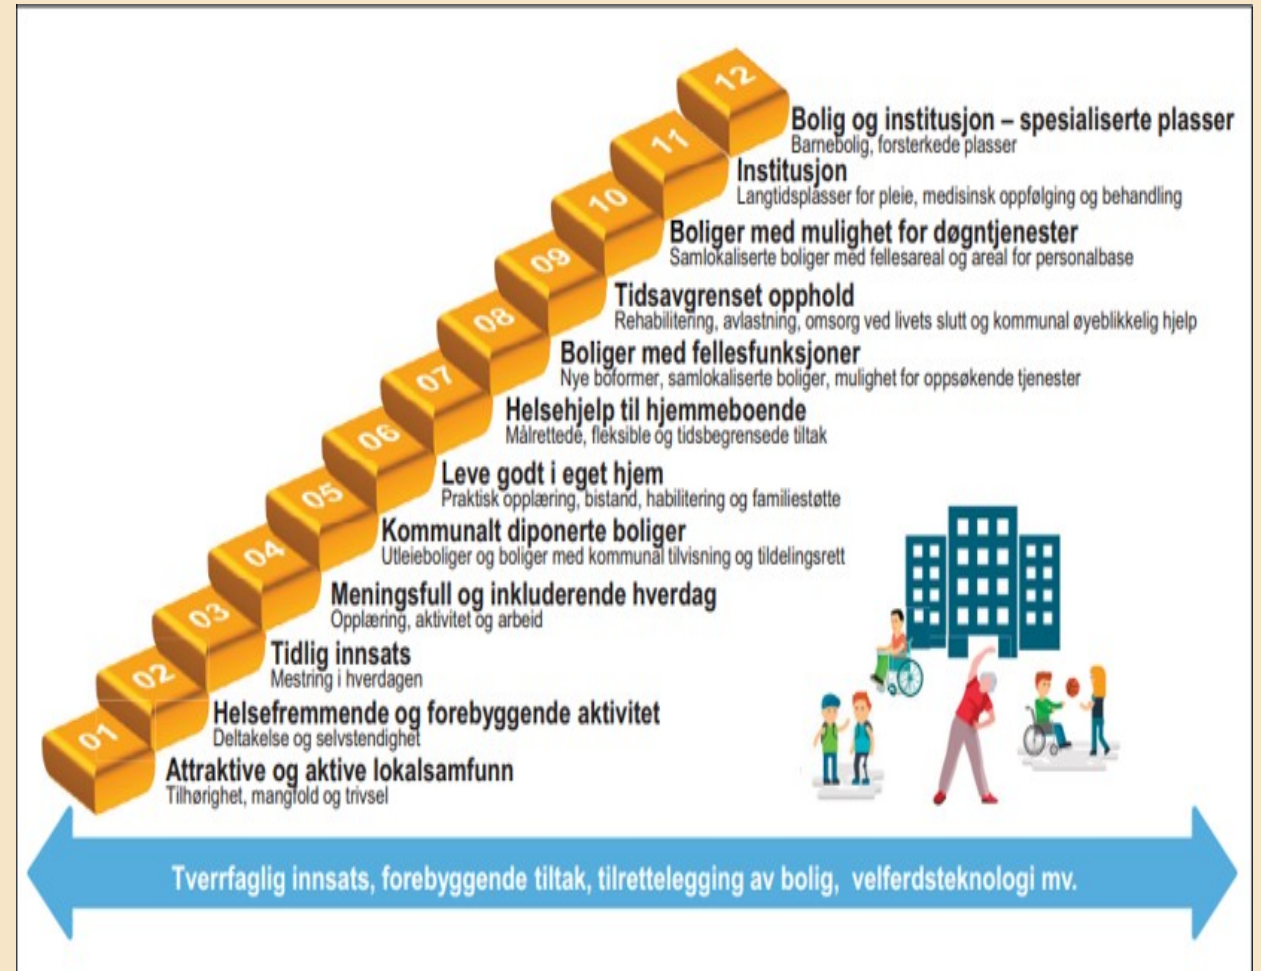 12
Bolig og institusjon – spesialiserte plasser
Barnebolig, forsterkede plasser
11
Institusjon
Langtidsplasser for pleie, medisinsk oppfølging og behandling
10
Boliger med mulighet for døgntjenester
Samlokaliserte boliger med fellesareal og areal for personalbase
09
Tidsavgrenset opphold
Rehabilitering, avlastning, omsorg ved livets slutt og kommunal øyeblikkelig hjelp
08
Boliger med fellesfunksjoner
Nye boformer, samlokaliserte boliger, mulighet for oppsøkende tjenester
07
Helsehjelp til hjemmeboende
Målrettede, fleksible og tidsbegrensede tiltak
06
Leve godt i eget hjem
Praktisk opplæring, bistand, habilitering og familiestøtte
05
Kommunalt diponerte boliger
Utleieboliger og boliger med kommunal tilvisning og tildelingsrett
04
Meningsfull og inkluderende hverdag
Opplæring, aktivitet og arbeid
03
Tidlig innsats
Mestring i hverdagen
02
Helsefremmende og forebyggende aktivitet
Deltakelse og selvstendighet
01
Attraktive og aktive lokalsamfunn
Tilhørighet, mangfold og trivsel
Tverrfaglig innsats, forebyggende tiltak, tilrettelegging av bolig, velferdsteknologi mv.